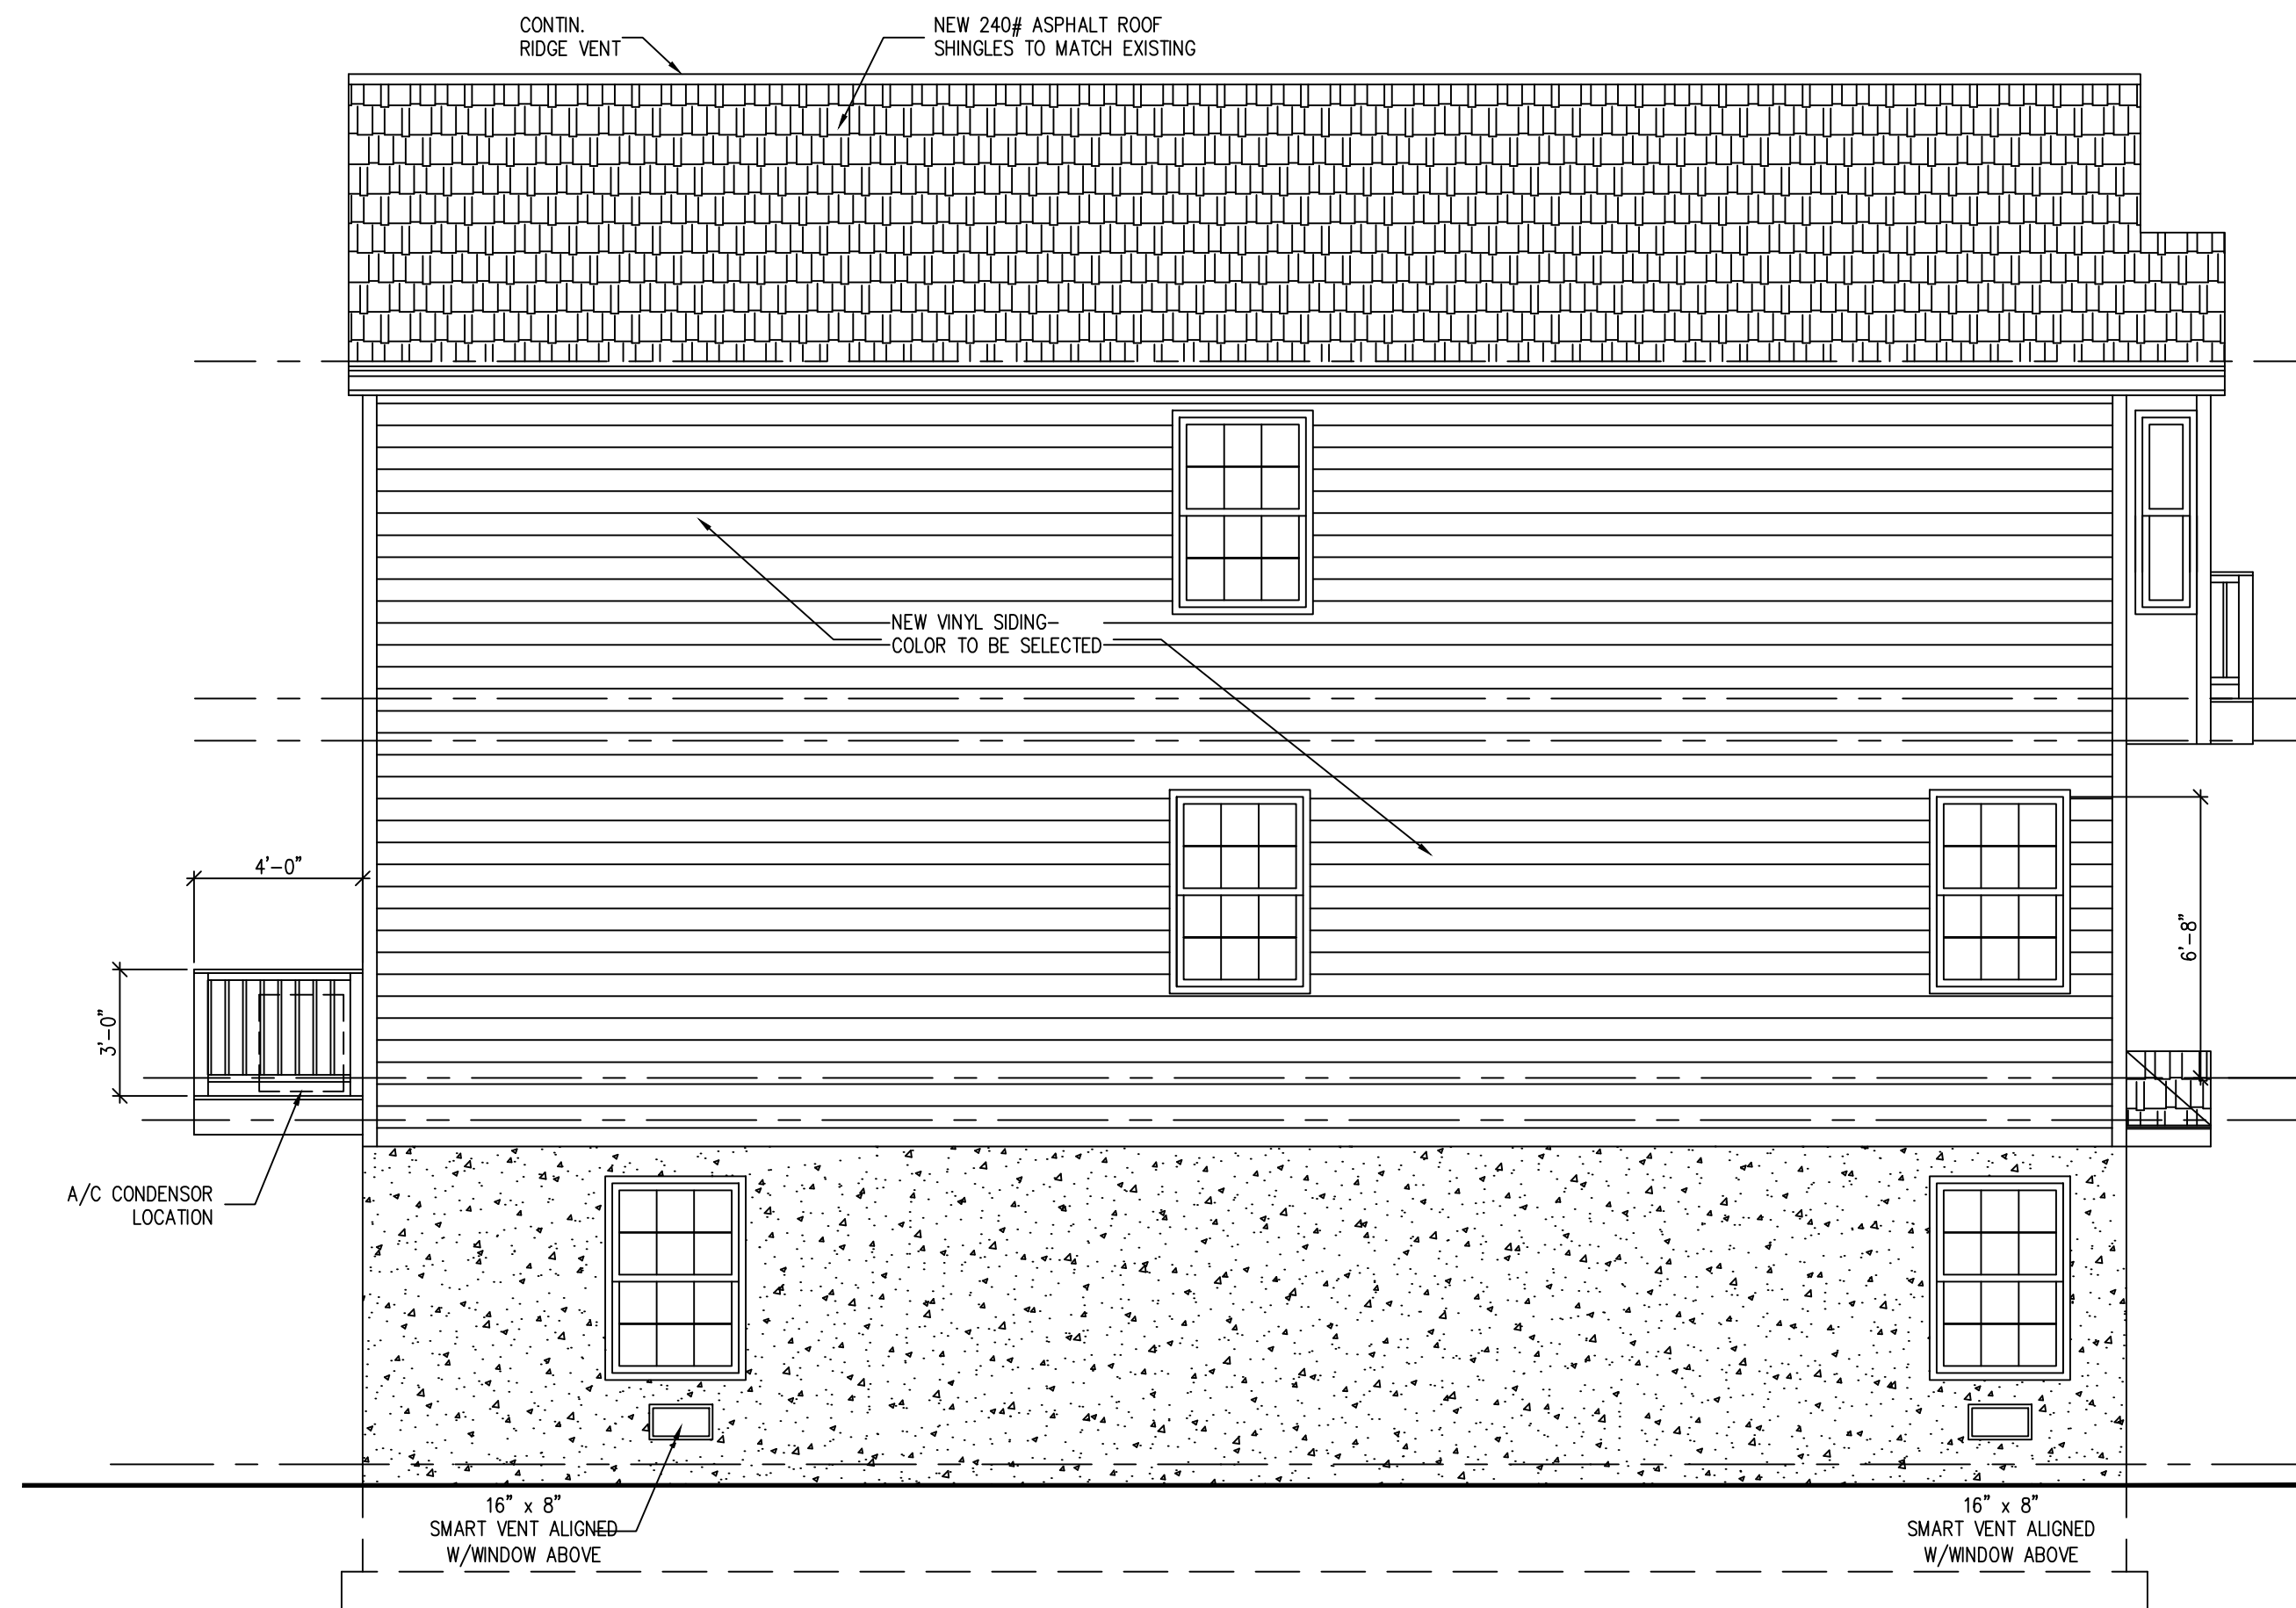 CONTIN.
RIDGE VENT
NEW 240# ASPHALT ROOF
SHINGLES TO MATCH EXISTING
NEW VINYL SIDING-
COLOR TO BE SELECTED
4'-0"
6'-8"
3'-0"
A/C CONDENSOR
LOCATION
16" x 8"
SMART VENT ALIGNED
W/WINDOW ABOVE
16" x 8"
SMART VENT ALIGNED
W/WINDOW ABOVE